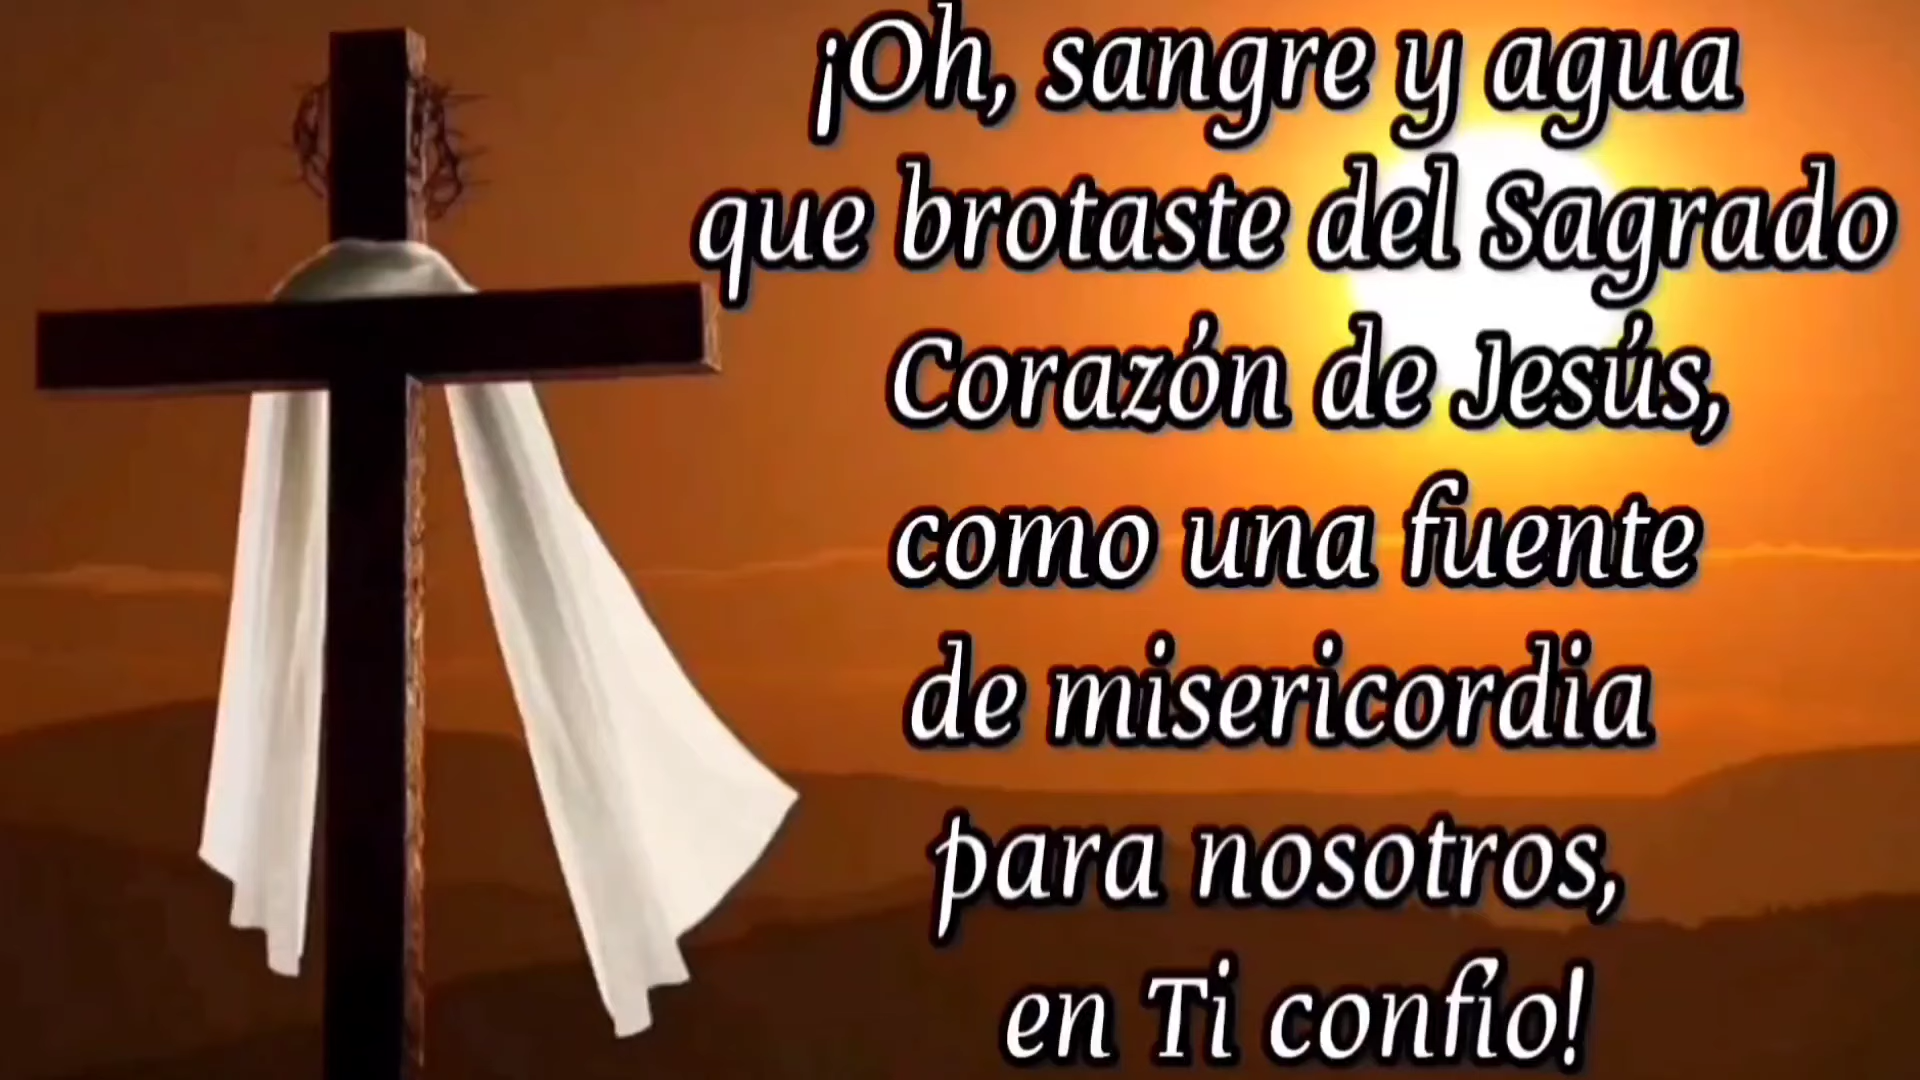 ¡Oh, sangre y agua
que brotaste del Sagrado
Corazón de Jesús,
como una fuente
de misericordia
para nosotros,
en Ti confío!